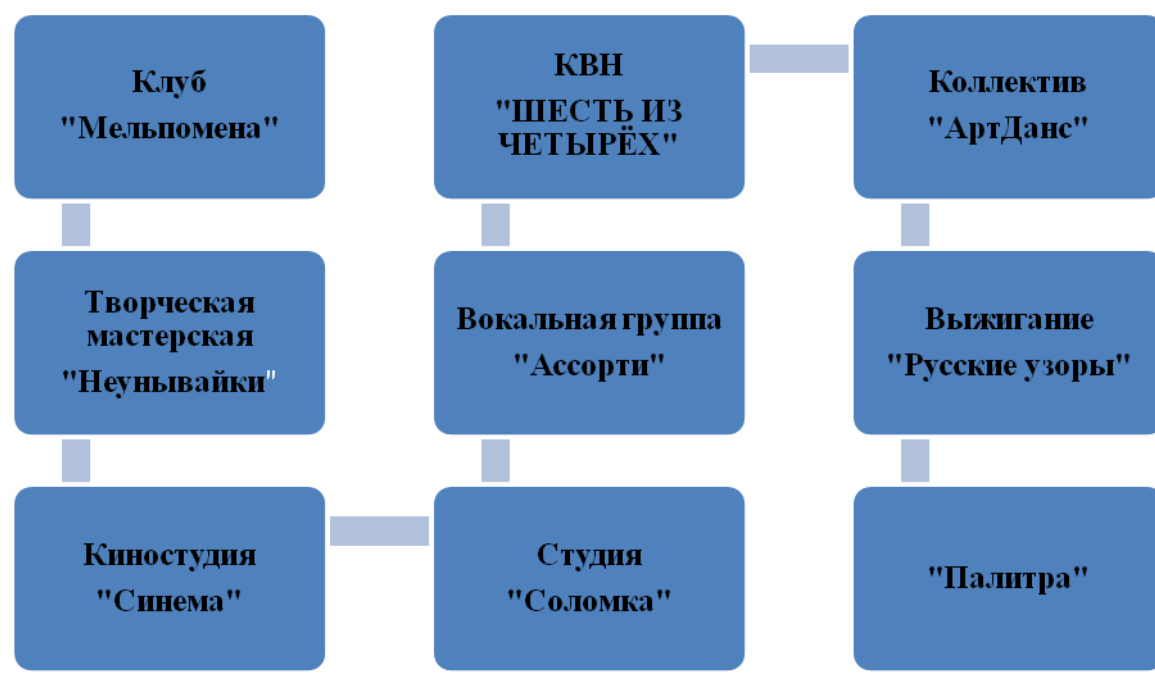 Клуб
"Мельпомена"
Творческая
мастерская
"Неунывайки"
Киностудия
"Синема"
Студия
"Соломка"
Вокальная группа
"Ассорти"
КВН
"ШЕСТЬ ИЗ
ЧЕТЫРЁХ"
Коллектив
"АртДанс"
Выжигание
"Русские узоры"
"Палитра"